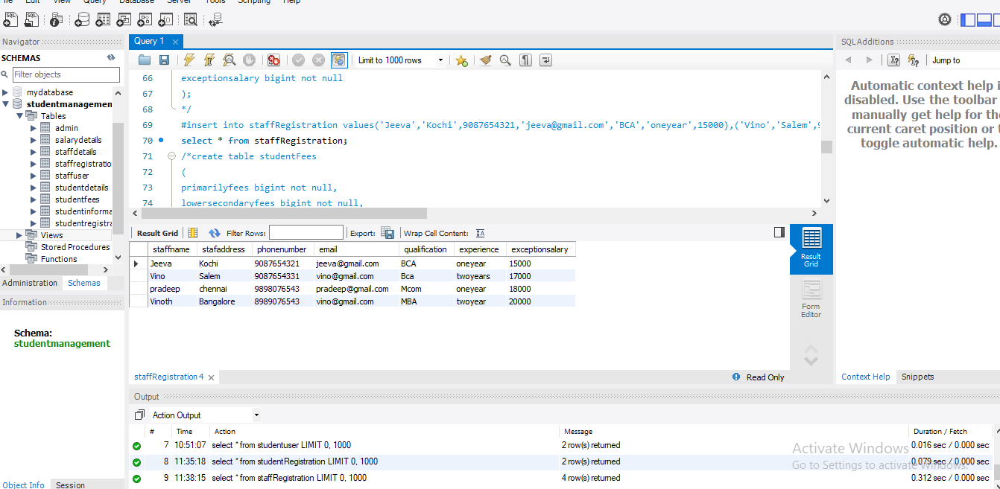 File Edit View Query Database Server Tools Scripting Help
Navigator
SCHEMAS
Filter objects
mydatabase
studentmanagemen
Tables
admin
salarydetails
staffdetails
staffregistratio
staffuser
studentdetails
studentfees
studentinforma
studentregistra
Views
Stored Procedures
Functions
Administration Schemas
Information
Schema:
studentmanagement
Object Info Session
Query 1
Limit to 1000 rows
66 exceptionsalary bigint not null
67 );
68 */
69 #insert into staffRegistration values('Jeeva','Kochi',9087654321,'jeeva@gmail.com','BCA','oneyear',15000),('Vino','Salem',9
70 select * from staffRegistration;
71 /*create table studentFees
72 (
73 primarilyfees bigint not null,
74 lowersecondaryfees bigint not null,
Result Grid Filter Rows: Export: Wrap Cell Content: IA
staffname stafaddress phonenumber email qualification experience exceptionsalary
Jeeva Kochi 9087654321 jeeva@gmail.com BCA oneyear 15000
Vino Salem 9087654331 vino@gmail.com Bca twoyears 17000
pradeep chennai 9898076543 pradeep@gmail.com Mcom oneyear 18000
Vinoth Bangalore 8989076543 vino@gmail.com MBA twoyear 20000
Result
Grid
Form
Editor
staffRegistration 4
Read Only
Output
Action Output
# Time Action Message Duration / Fetch
7 10:51:07 select * from studentuser LIMIT 0, 1000 2 row(s) returned 0.016 sec / 0.000 sec
8 11:35:18 select * from studentRegistration LIMIT 0, 1000 2 row(s) returned 0.079 sec / 0.000 sec
9 11:38:15 select * from staffRegistration LIMIT 0, 1000 4 row(s) returned 0.312 sec / 0.000 sec
SQLAdditions
Jump to
Automatic context help i
disabled. Use the toolbar
manually get help for the
current caret position or t
toggle automatic help.
Context Help Snippets
Activate Windows
Go to Settings to activate Windows.